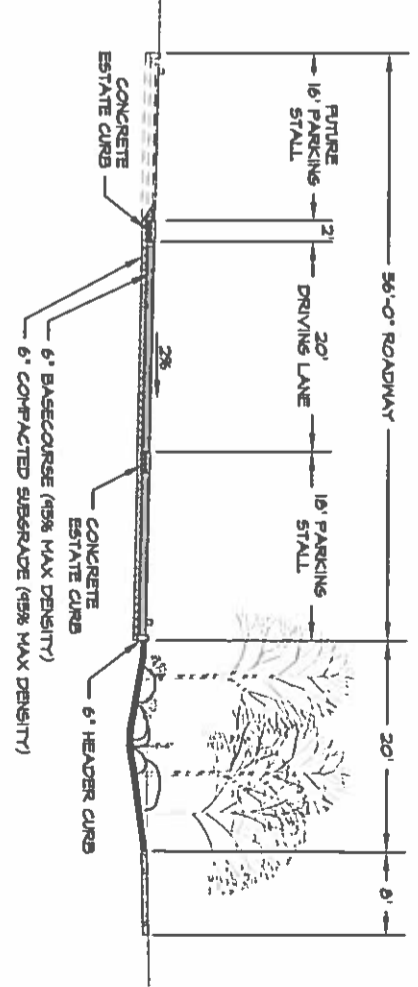 56'-0" ROADWAY
20'
8'
FUTURE
16' PARKING
STALL
2'
20'
DRIVING LANE
16' PARKING
STALL
2%
CONCRETE
ESTATE CURB
CONCRETE
ESTATE CURB
6" HEADER CURB
6" BASECOURSE (95% MAX DENSITY)
6" COMPACTED SUBGRADE (95% MAX DENSITY)